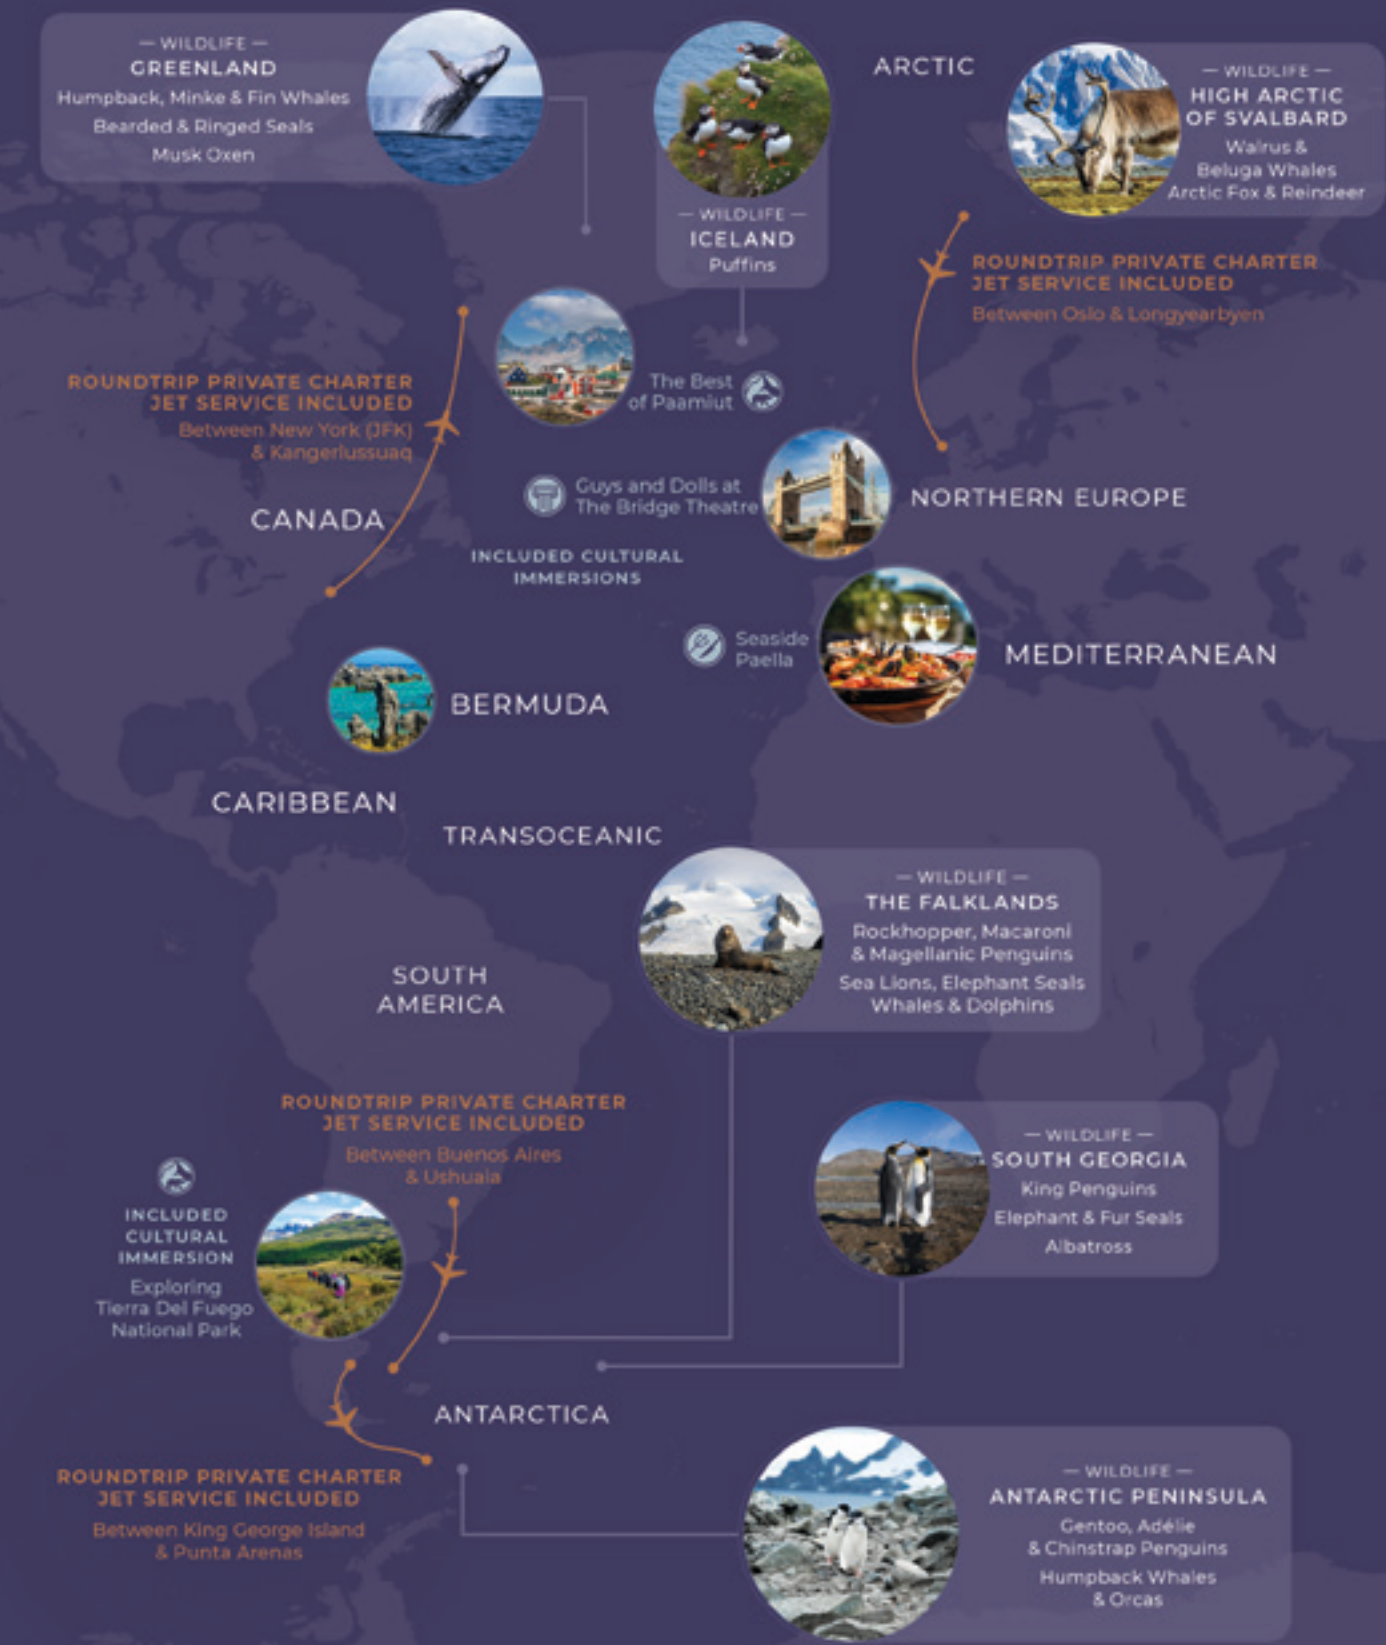 — WILDLIFE —
GREENLAND
Humpback, Minke & Fin Whales
Bearded & Ringed Seals
Musk Oxen
— WILDLIFE —
ICELAND
Puffins
ARCTIC
— WILDLIFE —
HIGH ARCTIC
OF SVALBARD
Walrus &
Beluga Whales
Arctic Fox & Reindeer
ROUNDTRIP PRIVATE CHARTER
JET SERVICE INCLUDED
Between Oslo & Longyearbyen
ROUNDTRIP PRIVATE CHARTER
JET SERVICE INCLUDED
Between New York (JFK)
& Kangerlussuaq
The Best
of Paamiut
CANADA
Guys and Dolls at
The Bridge Theatre
NORTHERN EUROPE
INCLUDED CULTURAL
IMMERSIONS
Seaside
Paella
MEDITERRANEAN
BERMUDA
CARIBBEAN
TRANSOCEANIC
— WILDLIFE —
THE FALKLANDS
Rockhopper, Macaroni
& Magellanic Penguins
Sea Lions, Elephant Seals
Whales & Dolphins
SOUTH
AMERICA
ROUNDTRIP PRIVATE CHARTER
JET SERVICE INCLUDED
Between Buenos Aires
& Ushuaia
— WILDLIFE —
SOUTH GEORGIA
King Penguins
Elephant & Fur Seals
Albatross
INCLUDED
CULTURAL
IMMERSION
Exploring
Tierra Del Fuego
National Park
ANTARCTICA
ROUNDTRIP PRIVATE CHARTER
JET SERVICE INCLUDED
Between King George Island
& Punta Arenas
— WILDLIFE —
ANTARCTIC PENINSULA
Gentoo, Adélie
& Chinstrap Penguins
Humpback Whales
& Orcas